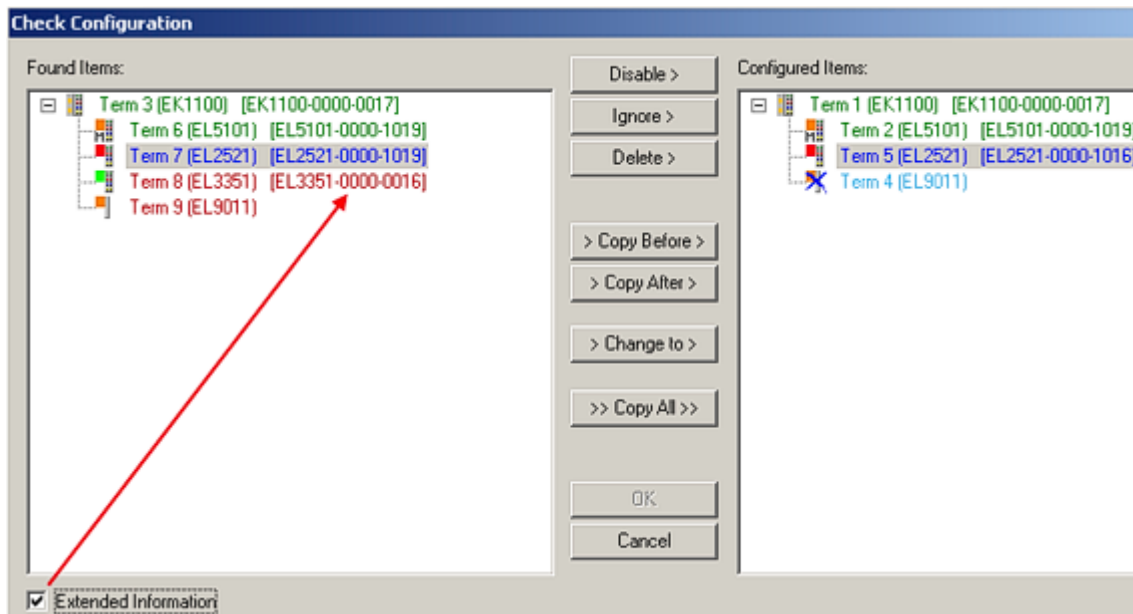 Check Configuration
Found Items:
Term 3 (EK1100) [EK1100-0000-0017]
Term 6 (EL5101) [EL5101-0000-1019]
Term 7 (EL2521) [EL2521-0000-1019]
Term 8 (EL3351) [EL3351-0000-0016]
Term 9 (EL9011)
Disable >
Ignore >
Delete >
> Copy Before >
> Copy After >
> Change to >
>> Copy All >>
OK
Cancel
Configured Items:
Term 1 (EK1100) [EK1100-0000-0017]
Term 2 (EL5101) [EL5101-0000-1019]
Term 5 (EL2521) [EL2521-0000-1016
Term 4 (EL9011)
Extended Information